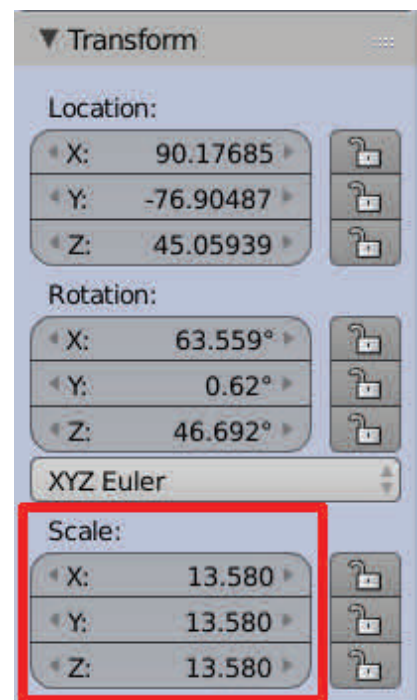 Transform
Location:
X: 90.17685
Y: -76.90487
Z: 45.05939
Rotation:
X: 63.559°
Y: 0.62°
Z: 46.692°
XYZ Euler
Scale:
X: 13.580
Y: 13.580
Z: 13.580